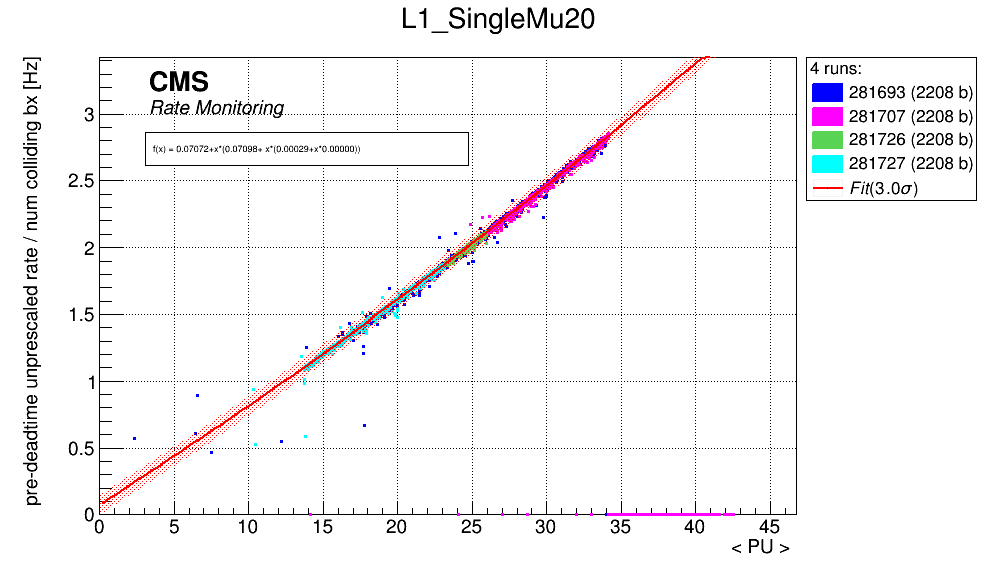 L1_SingleMu20
pre-deadtime unprescaled rate / num colliding bx [Hz]
CMS
Rate Monitoring
f(x) = 0.07072+x*(0.07098+ x*(0.00029+x*0.00000))
4 runs:
281693 (2208 b)
281707 (2208 b)
281726 (2208 b)
281727 (2208 b)
Fit(3.0σ)
3
2.5
2
1.5
1
0.5
0
0 5 10 15 20 25 30 35 40 45
< PU >